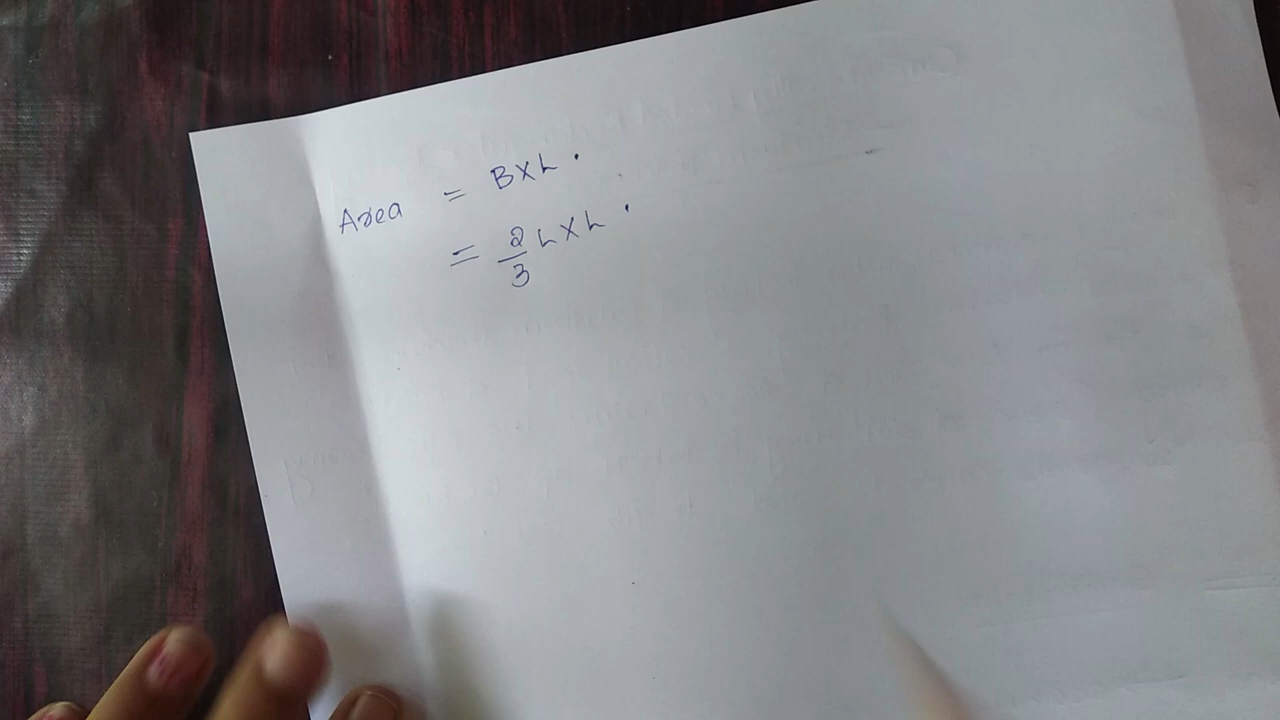 Area = B X L .
= 2/3 L X L .